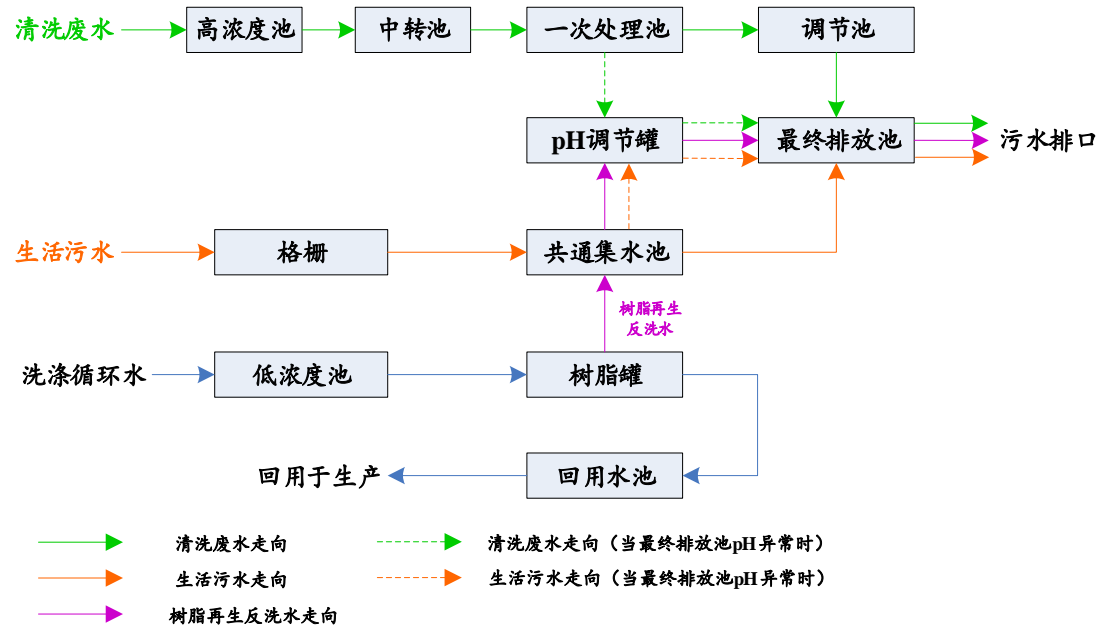 清洗废水
高浓度池
中转池
一次处理池
调节池
pH调节罐
最终排放池
污水排口
生活污水
格栅
共通集水池
树脂再生
反洗水
洗涤循环水
低浓度池
树脂罐
回用于生产
回用水池
清洗废水走向
清洗废水走向（当最终排放池pH异常时）
生活污水走向
生活污水走向（当最终排放池pH异常时）
树脂再生反洗水走向